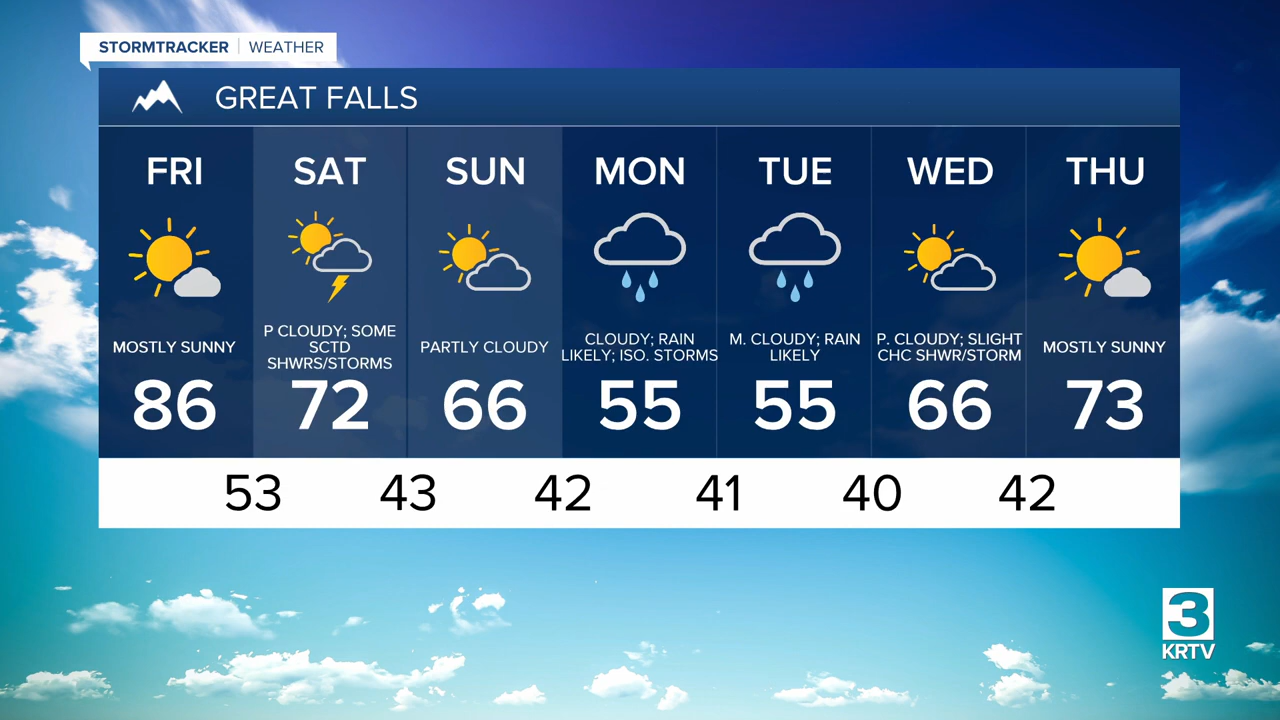 STORMTRACKER | WEATHER
GREAT FALLS
FRI
MOSTLY SUNNY
86
SAT
P CLOUDY; SOME
SCTD
SHWRS/STORMS
72
SUN
PARTLY CLOUDY
66
MON
CLOUDY; RAIN
LIKELY; ISO. STORMS
55
TUE
M. CLOUDY; RAIN
LIKELY
55
WED
P. CLOUDY; SLIGHT
CHC SHWR/STORM
66
THU
MOSTLY SUNNY
73
53 43 42 41 40 42
3
KRTV